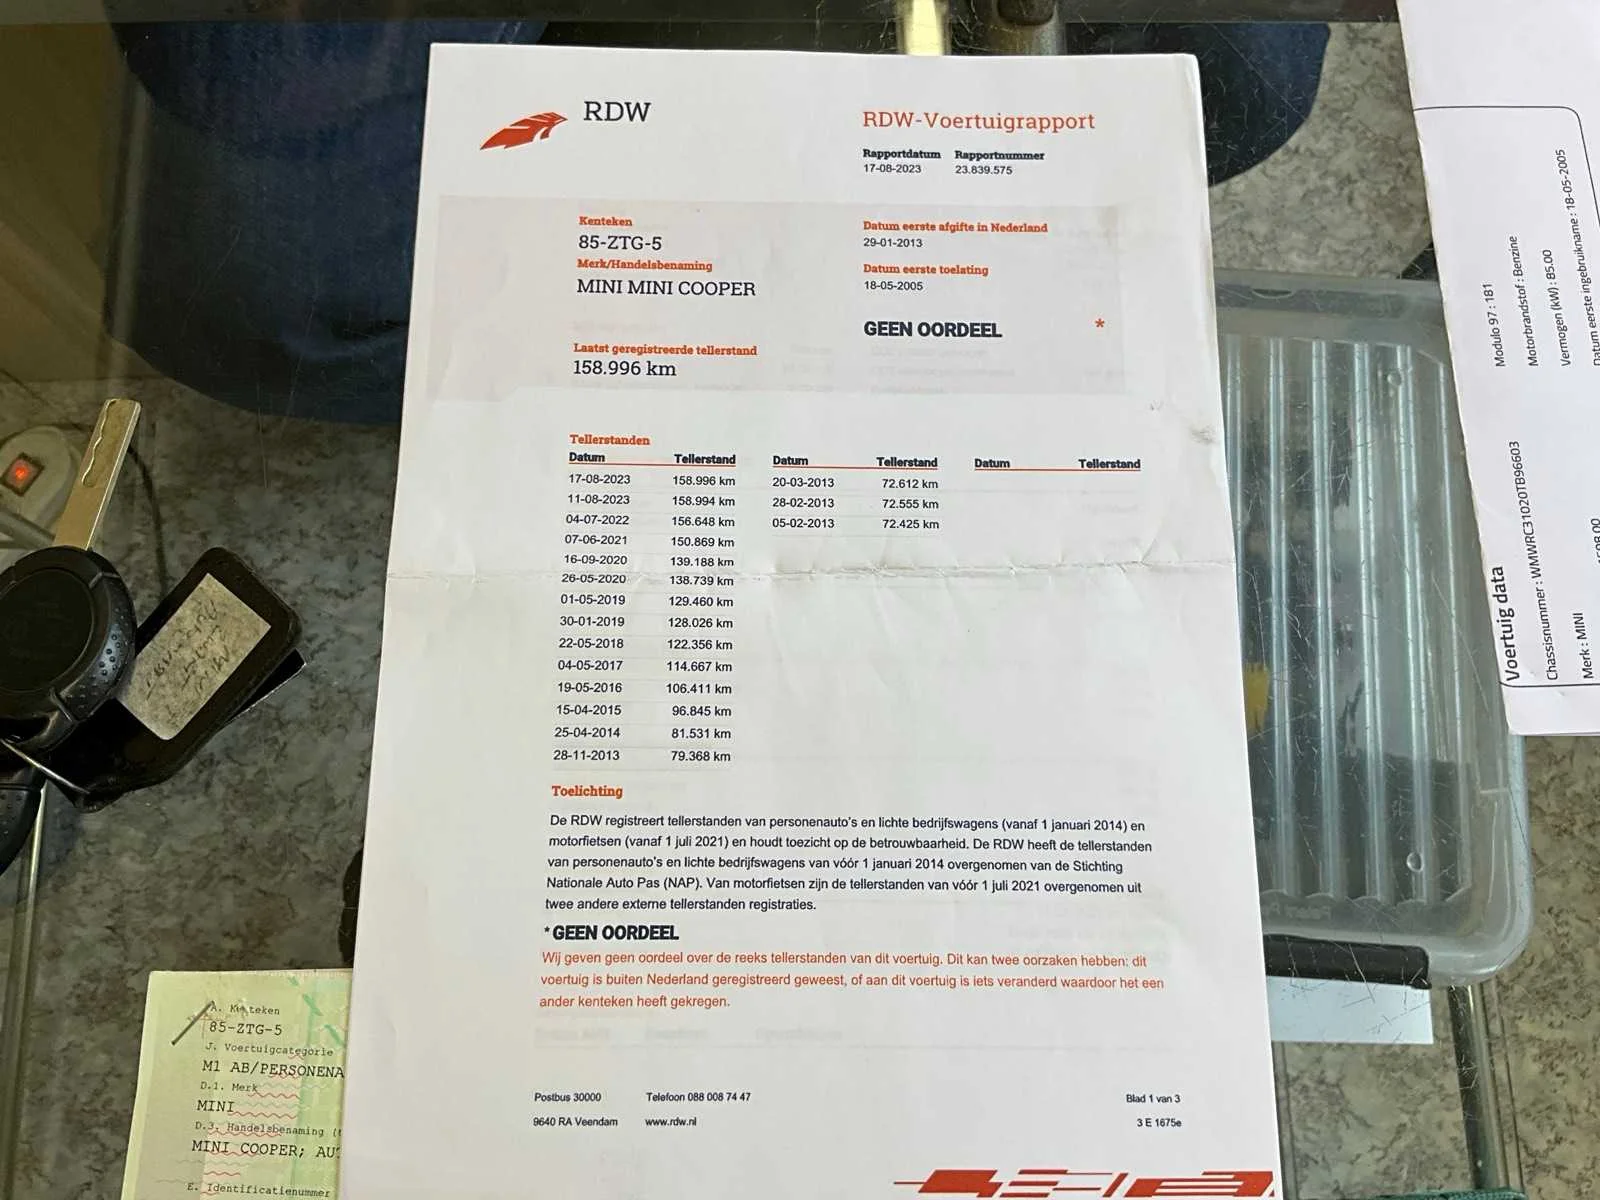 RDW
RDW-Voertuigrapport
Rapportdatum Rapportnummer
17-08-2023 23.839.575
Kenteken
85-ZTG-5
Merk/Handelsbenaming
MINI MINI COOPER
Datum eerste afgifte in Nederland
29-01-2013
Datum eerste toelating
18-05-2005
GEEN OORDEEL *
Laatst geregistreerde tellerstand
158.996 km
Tellerstanden
Datum Tellerstand Datum Tellerstand Datum Tellerstand
17-08-2023 158.996 km 20-03-2013 72.612 km
11-08-2023 158.994 km 28-02-2013 72.555 km
04-07-2022 156.648 km 05-02-2013 72.425 km
07-06-2021 150.869 km
16-09-2020 139.188 km
26-05-2020 138.739 km
01-05-2019 129.460 km
30-01-2019 128.026 km
22-05-2018 122.356 km
04-05-2017 114.667 km
19-05-2016 106.411 km
15-04-2015 96.845 km
25-04-2014 81.531 km
28-11-2013 79.368 km
Toelichting
De RDW registreert tellerstanden van personenauto's en lichte bedrijfswagens (vanaf 1 januari 2014) en
motorfietsen (vanaf 1 juli 2021) en houdt toezicht op de betrouwbaarheid. De RDW heeft de tellerstanden
van personenauto's en lichte bedrijfswagens van vóór 1 januari 2014 overgenomen van de Stichting
Nationale Auto Pas (NAP). Van motorfietsen zijn de tellerstanden van vóór 1 juli 2021 overgenomen uit
twee andere externe tellerstanden registraties.
* GEEN OORDEEL
Wij geven geen oordeel over de reeks tellerstanden van dit voertuig. Dit kan twee oorzaken hebben: dit
voertuig is buiten Nederland geregistreerd geweest, of aan dit voertuig is iets veranderd waardoor het een
ander kenteken heeft gekregen.
Postbus 30000 Telefoon 088 008 74 47 Blad 1 van 3
9640 RA Veendam www.rdw.nl 3 E 1675e
A. Kenteken
85-ZTG-5
J. Voertuigcategorie
M1 AB/PERSONENA
D.1. Merk
MINI
D.3. Handelsbenaming
MINI COOPER;
E. Identificatienummer
Voertuig data
Chassisnummer : WMWRC31020TB96603 Modulo 97 : 181
Merk : MINI Motorbrandstof : Benzine
Vermogen (kW) : 85.00
Datum eerste ingebruikname : 18-05-2005